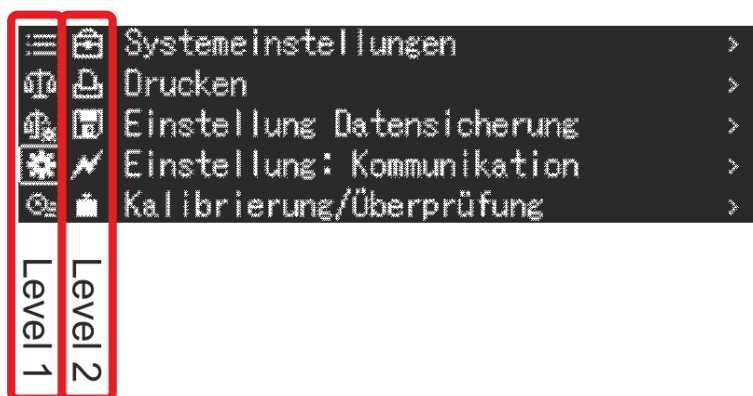 Systemeinstellungen >
Drucken >
Einstellung Datensicherung >
Einstellung: Kommunikation >
Kalibrierung/Überprüfung >
Level 1
Level 2